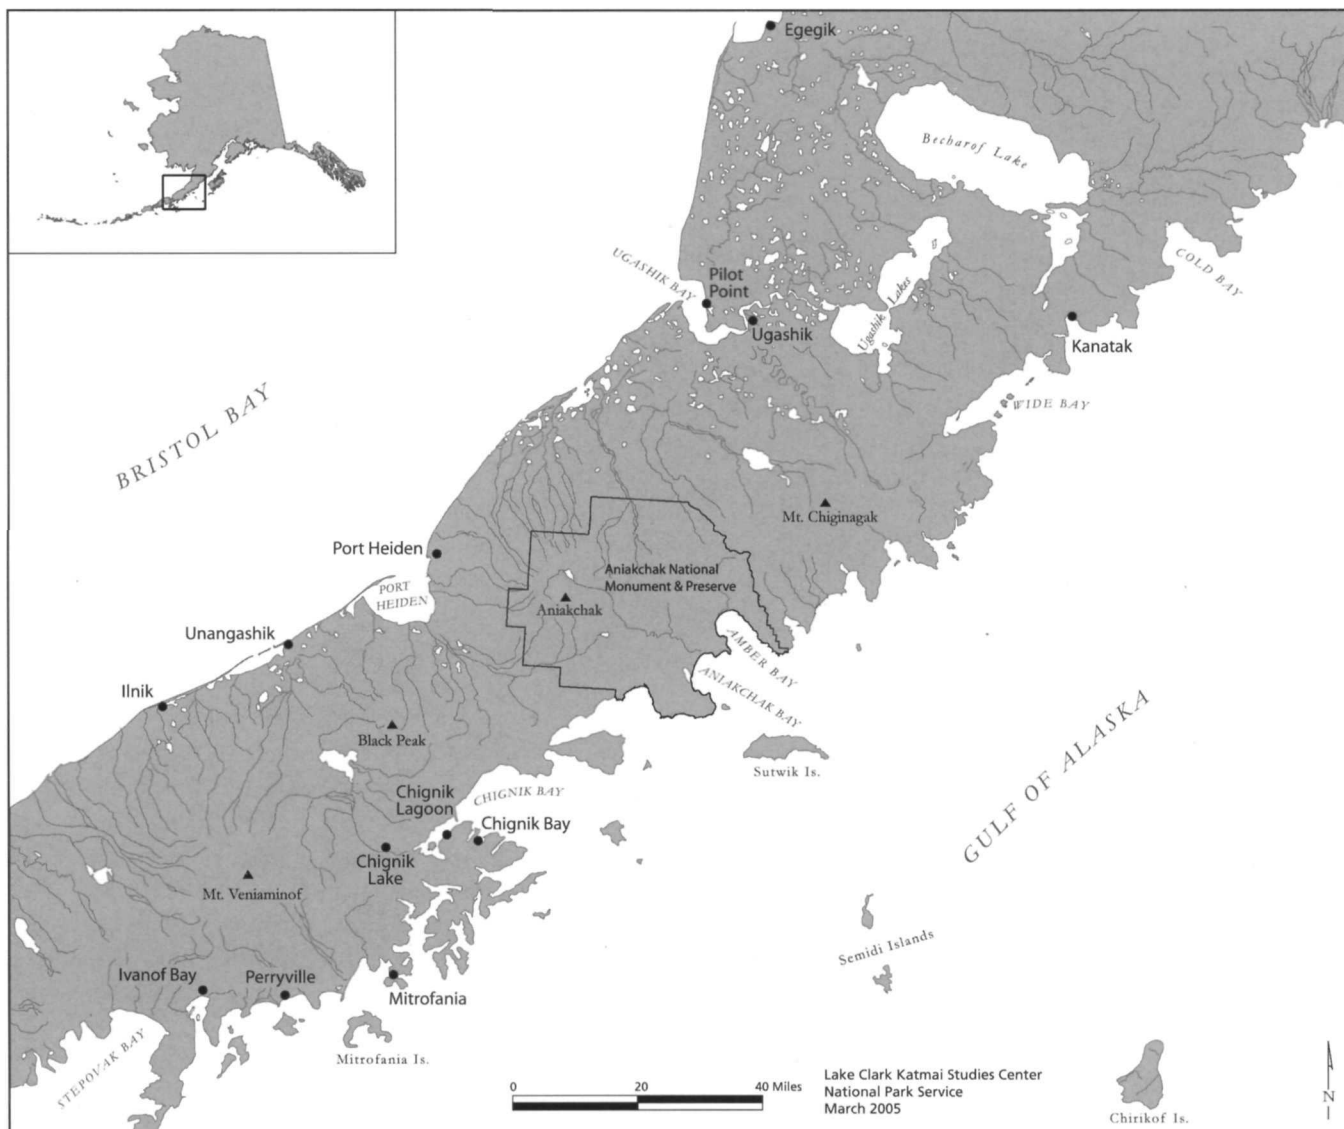 Egegik
Becharof Lake
COLD BAY
UGASHIK BAY
Pilot
Point
Ugashik Lakes
Ugashik
Kanatak
WIDE BAY
BRISTOL BAY
Mt. Chiginagak
Port Heiden
Aniakchak National
Monument & Preserve
PORT
HEIDEN
Aniakchak
Unangashik
AMBER BAY
ANIAKCHAK BAY
Ilnik
Black Peak
Sutwik Is.
GULF OF ALASKA
Chignik
Lagoon
CHIGNIK BAY
Chignik Bay
Chignik
Lake
Mt. Veniaminof
Semidi Islands
Ivanof Bay
Perryville
Mitrofania
STEPOVAK BAY
Mitrofania Is.
0 20 40 Miles
Lake Clark Katmai Studies Center
National Park Service
March 2005
Chirikof Is.
N